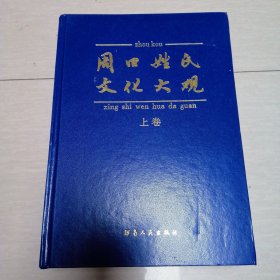 zhou kou
周口姓氏
文化大观
xing shi wen hua da guan
上卷
河南人民出版社